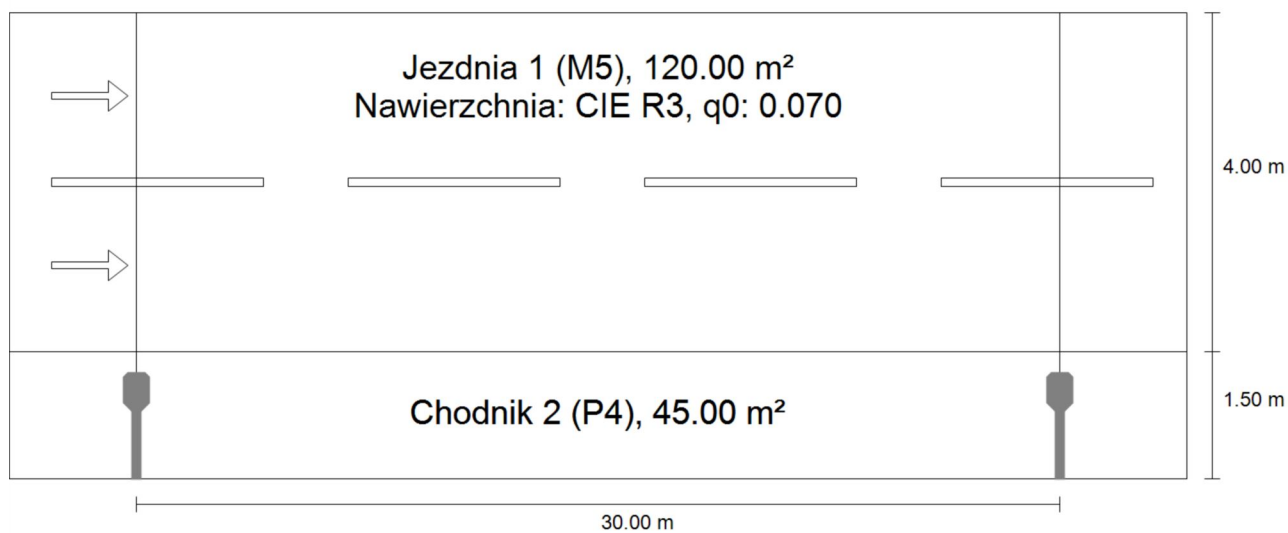 Jezdnia 1 (M5), 120.00 m²
Nawierzchnia: CIE R3, q0: 0.070
4.00 m
Chodnik 2 (P4), 45.00 m²
1.50 m
30.00 m